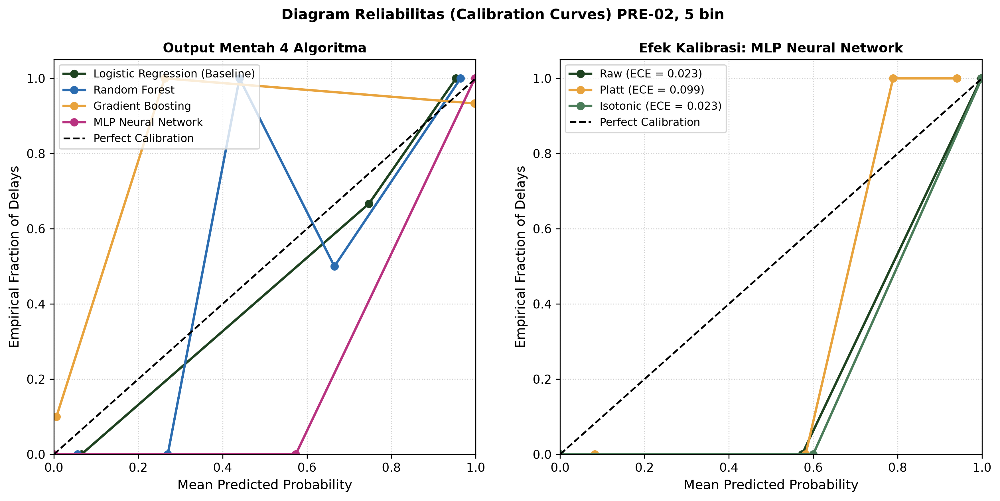 Diagram Reliabilitas (Calibration Curves) PRE-02, 5 bin
Output Mentah 4 Algoritma
Logistic Regression (Baseline)
Random Forest
Gradient Boosting
MLP Neural Network
Perfect Calibration
1.0
0.8
0.6
0.4
0.2
0.0
Empirical Fraction of Delays
0.0 0.2 0.4 0.6 0.8 1.0
Mean Predicted Probability
Efek Kalibrasi: MLP Neural Network
Raw (ECE = 0.023)
Platt (ECE = 0.099)
Isotonic (ECE = 0.023)
Perfect Calibration
1.0
0.8
0.6
0.4
0.2
0.0
Empirical Fraction of Delays
0.0 0.2 0.4 0.6 0.8 1.0
Mean Predicted Probability